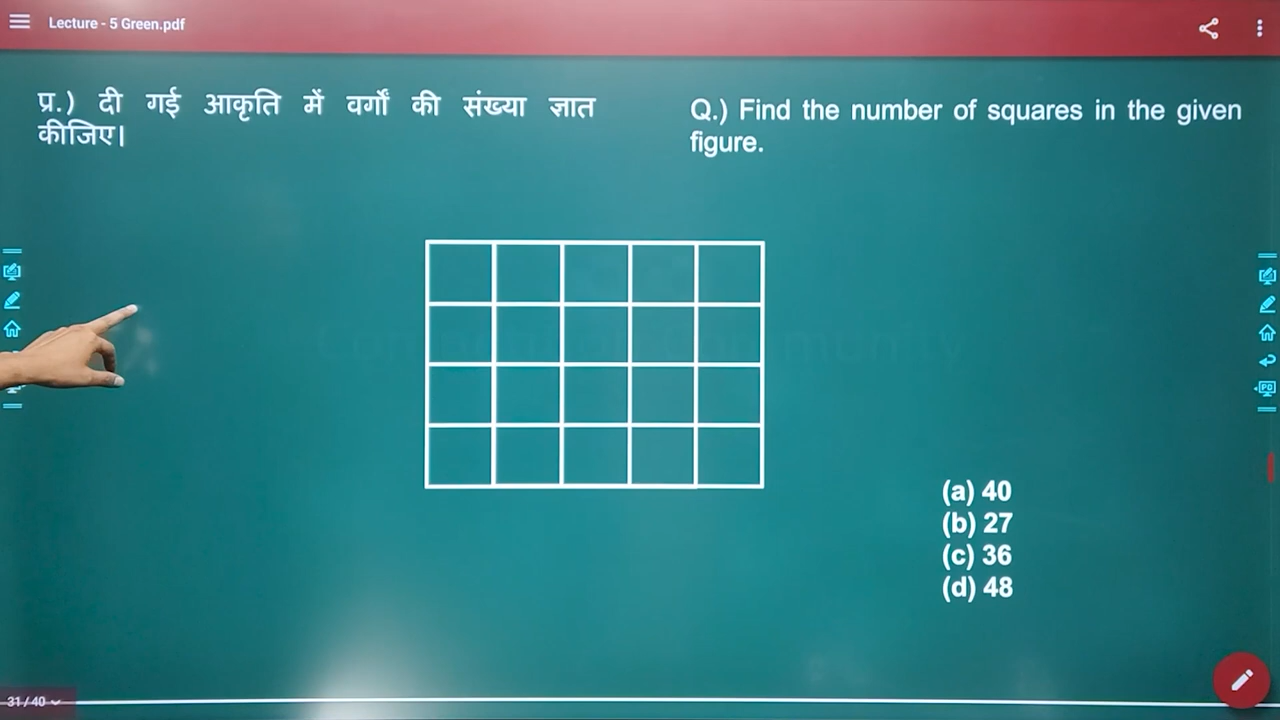 Lecture - 5 Green.pdf
प्र.) दी गई आकृति में वर्गों की संख्या ज्ञात
कीजिए।
Q.) Find the number of squares in the given
figure.
(a) 40
(b) 27
(c) 36
(d) 48
PD
31 / 40